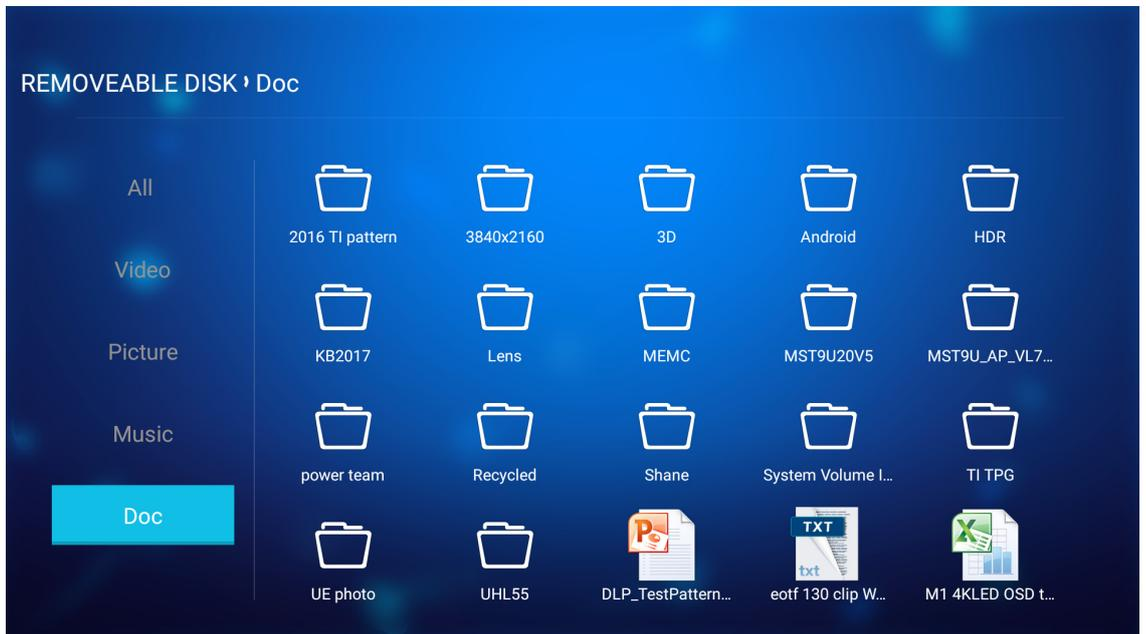 REMOVEABLE DISK › Doc
All
Video
Picture
Music
Doc
2016 TI pattern
3840x2160
3D
Android
HDR
KB2017
Lens
MEMC
MST9U20V5
MST9U_AP_VL7...
power team
Recycled
Shane
System Volume I...
TI TPG
UE photo
UHL55
P
DLP_TestPattern...
TXT
txt
eotf 130 clip W...
X
M1 4KLED OSD t...